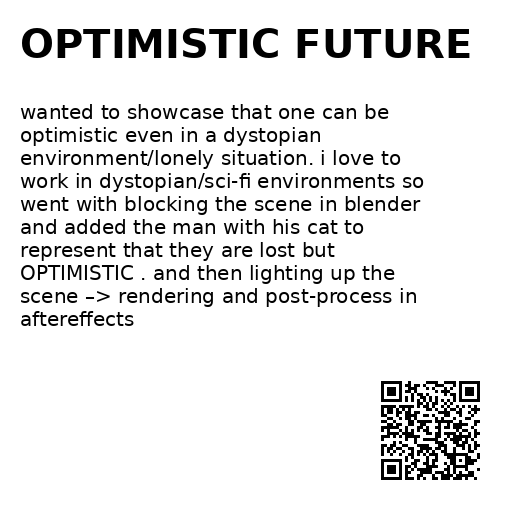 OPTIMISTIC FUTURE
wanted to showcase that one can be
optimistic even in a dystopian
environment/lonely situation. i love to
work in dystopian/sci-fi environments so
went with blocking the scene in blender
and added the man with his cat to
represent that they are lost but
OPTIMISTIC . and then lighting up the
scene –> rendering and post-process in
aftereffects